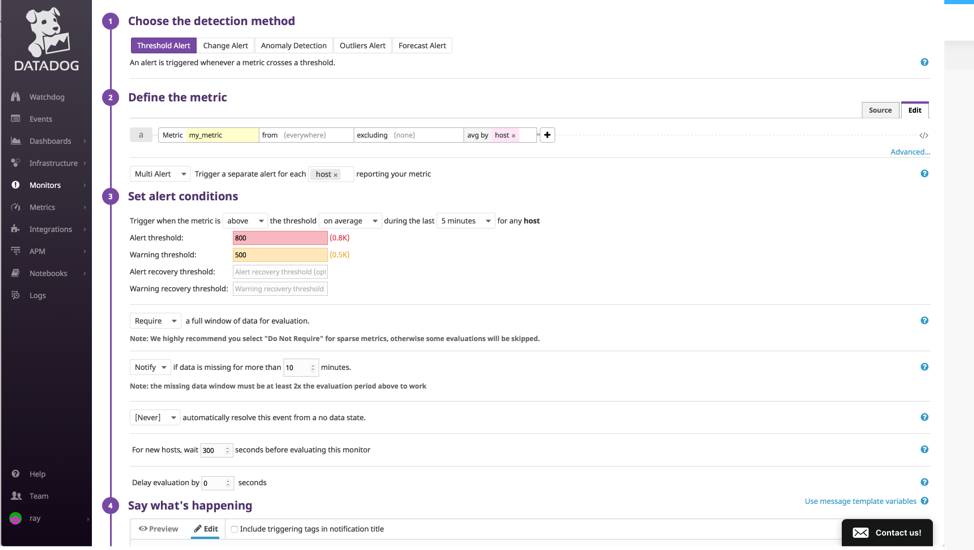 DATADOG
Watchdog
Events
Dashboards
Infrastructure
Monitors
Metrics
Integrations
APM
Notebooks
Logs
Help
Team
ray
1 Choose the detection method
Threshold Alert Change Alert Anomaly Detection Outliers Alert Forecast Alert
An alert is triggered whenever a metric crosses a threshold.
2 Define the metric
Source Edit
a Metric my_metric from (everywhere) excluding (none) avg by host × +
</>
Advanced...
Multi Alert Trigger a separate alert for each host × reporting your metric
3 Set alert conditions
Trigger when the metric is above the threshold on average during the last 5 minutes for any host
Alert threshold: 800 (0.8K)
Warning threshold: 500 (0.5K)
Alert recovery threshold: Alert recovery threshold (opt
Warning recovery threshold: Warning recovery threshold
Require a full window of data for evaluation.
Note: We highly recommend you select "Do Not Require" for sparse metrics, otherwise some evaluations will be skipped.
Notify if data is missing for more than 10 minutes.
Note: the missing data window must be at least 2x the evaluation period above to work
[Never] automatically resolve this event from a no data state.
For new hosts, wait 300 seconds before evaluating this monitor
Delay evaluation by 0 seconds
4 Say what's happening
Use message template variables
Preview Edit Include triggering tags in notification title
Contact us!